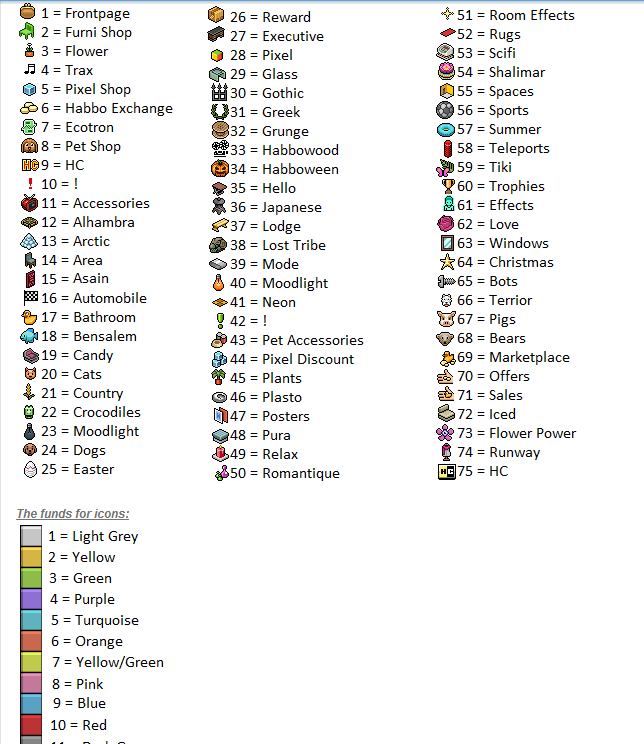 1 = Frontpage
2 = Furni Shop
3 = Flower
4 = Trax
5 = Pixel Shop
6 = Habbo Exchange
7 = Ecotron
8 = Pet Shop
HC 9 = HC
10 = !
11 = Accessories
12 = Alhambra
13 = Arctic
14 = Area
15 = Asain
16 = Automobile
17 = Bathroom
18 = Bensalem
19 = Candy
20 = Cats
21 = Country
22 = Crocodiles
23 = Moodlight
24 = Dogs
25 = Easter
26 = Reward
27 = Executive
28 = Pixel
29 = Glass
30 = Gothic
31 = Greek
32 = Grunge
33 = Habbowood
34 = Habboween
35 = Hello
36 = Japanese
37 = Lodge
38 = Lost Tribe
39 = Mode
40 = Moodlight
41 = Neon
42 = !
43 = Pet Accessories
44 = Pixel Discount
45 = Plants
46 = Plasto
47 = Posters
48 = Pura
49 = Relax
50 = Romantique
51 = Room Effects
52 = Rugs
53 = Scifi
54 = Shalimar
55 = Spaces
56 = Sports
57 = Summer
58 = Teleports
59 = Tiki
60 = Trophies
61 = Effects
62 = Love
63 = Windows
64 = Christmas
65 = Bots
66 = Terrior
67 = Pigs
68 = Bears
69 = Marketplace
70 = Offers
71 = Sales
72 = Iced
73 = Flower Power
74 = Runway
HC 75 = HC
The funds for icons:
1 = Light Grey
2 = Yellow
3 = Green
4 = Purple
5 = Turquoise
6 = Orange
7 = Yellow/Green
8 = Pink
9 = Blue
10 = Red